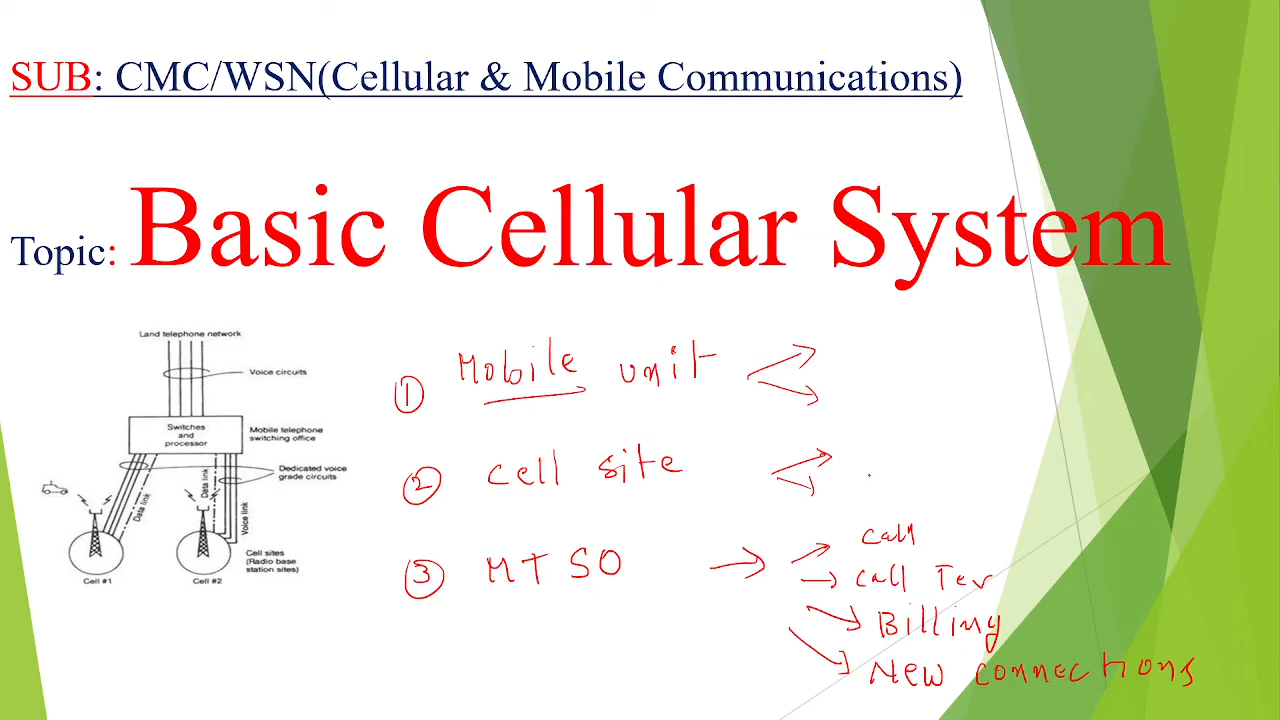 SUB: CMC/WSN(Cellular & Mobile Communications)
Topic: Basic Cellular System
Land telephone network
Voice circuits
Switches
and
processor
Mobile telephone
switching office
Dedicated voice
grade circuits
Data link
Data link
Voice link
Cell sites
(Radio base
station sites)
Cell #1
Cell #2
① Mobile unit
② Cell site
③ MTSO
Call
Call Ter
Billing
New connections